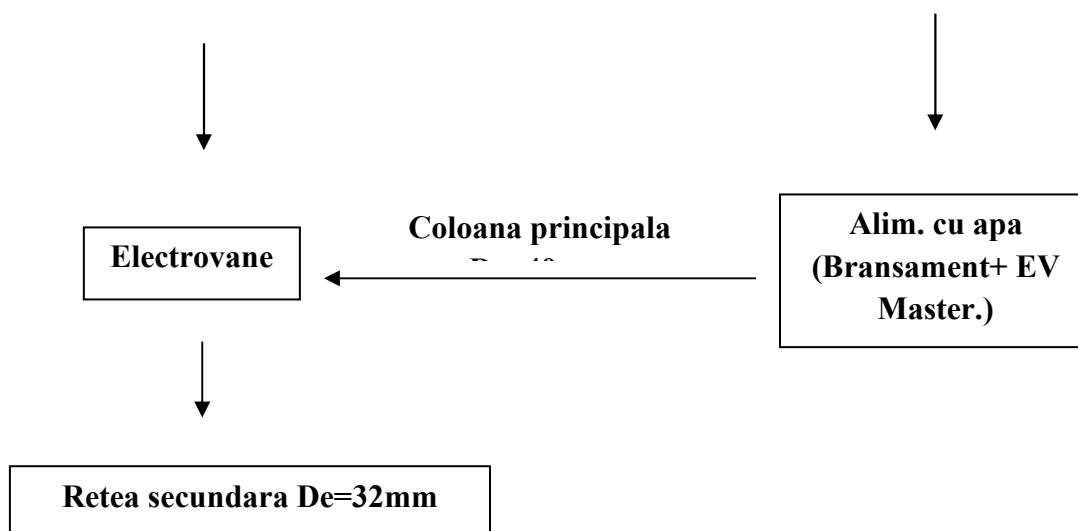 Coloana principala
Electrovane
Alim. cu apa
(Bransament+ EV
Master.)
Retea secundara De=32mm